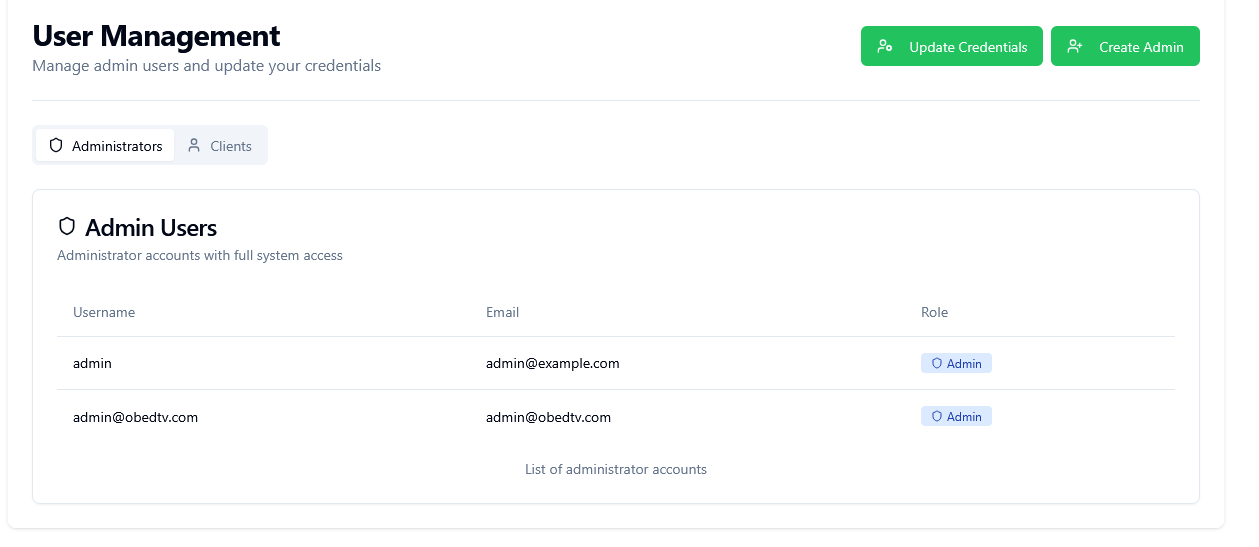 User Management
Manage admin users and update your credentials
Update Credentials
Create Admin
Administrators
Clients
Admin Users
Administrator accounts with full system access
Username Email Role
admin admin@example.com Admin
admin@obedtv.com admin@obedtv.com Admin
List of administrator accounts